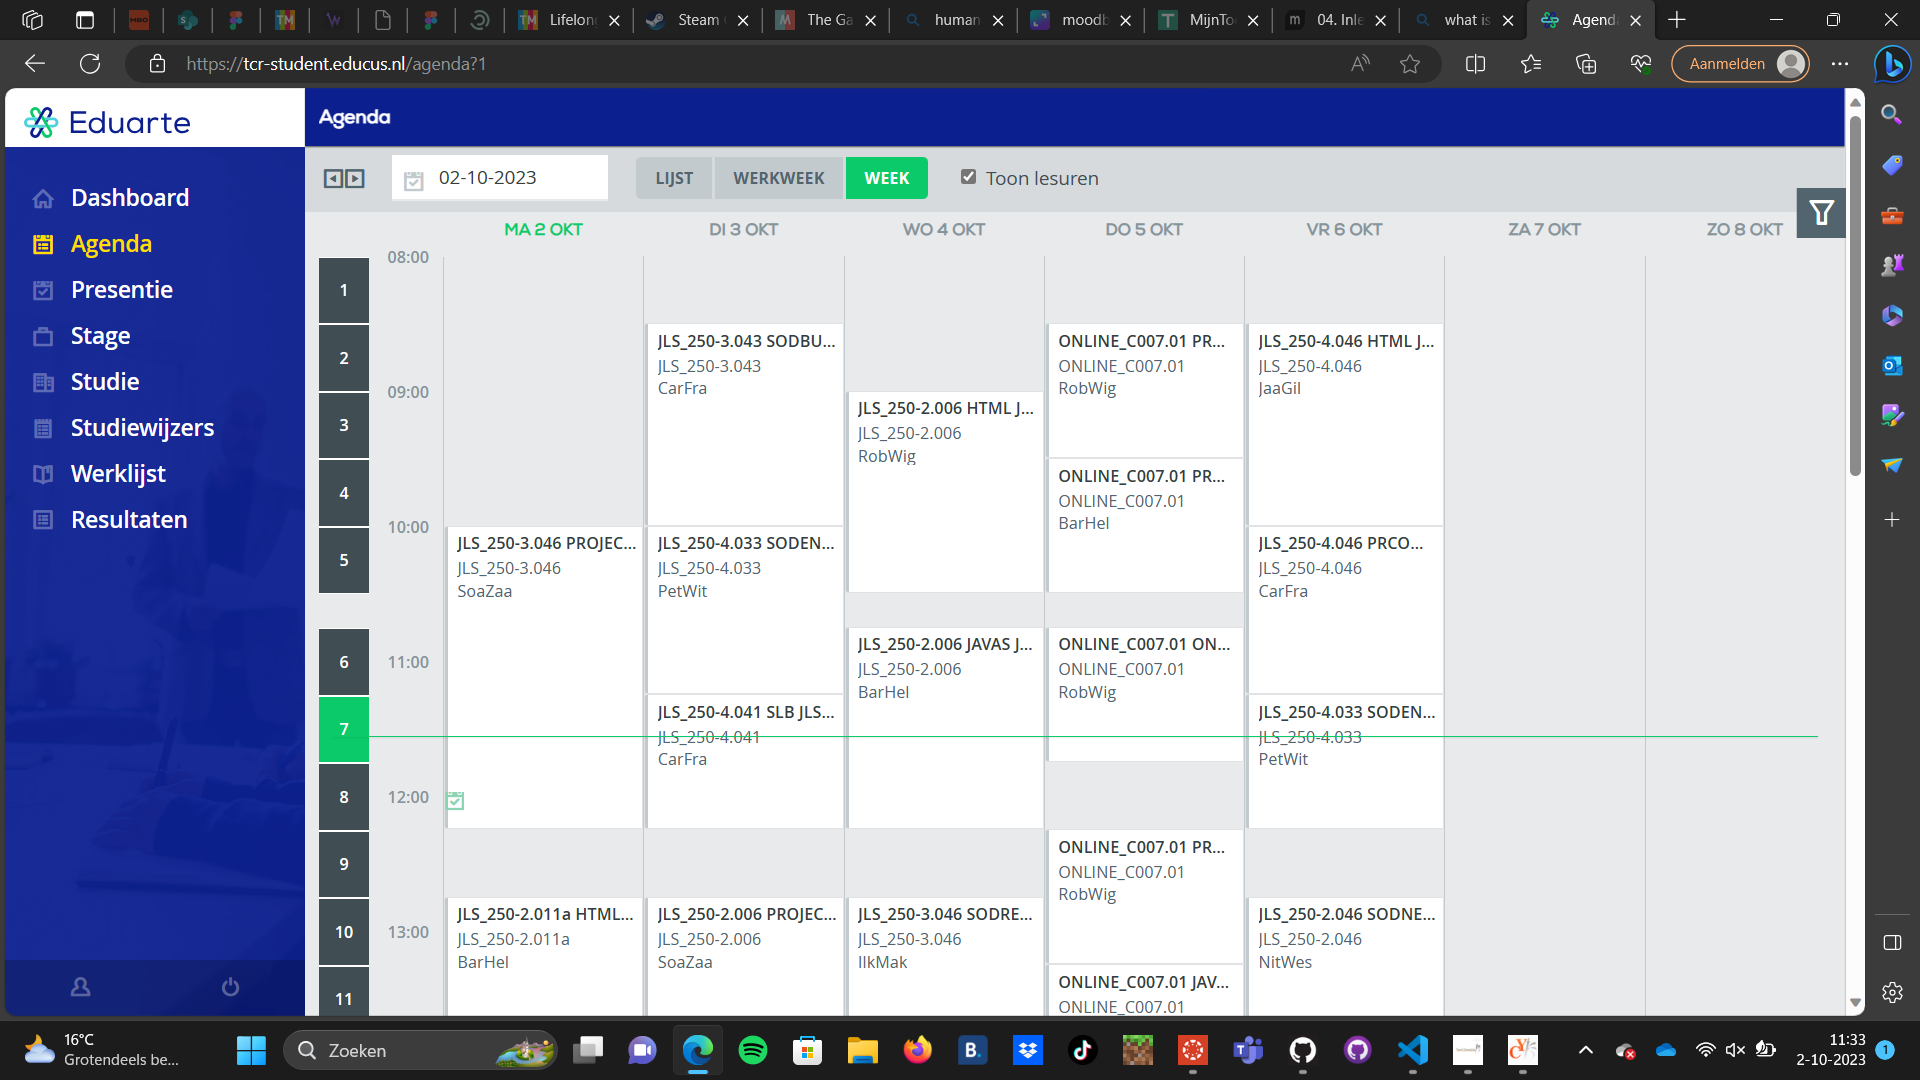 Lifelon
Steam
The Ga
human
moodb
MijnTo
04. Inle
what is
Agend
https://tcr-student.educus.nl/agenda?1
Aanmelden
Eduarte
Agenda
Dashboard
Agenda
Presentie
Stage
Studie
Studiewijzers
Werklijst
Resultaten
02-10-2023
LIJST
WERKWEEK
WEEK
Toon lesuren
MA 2 OKT
DI 3 OKT
WO 4 OKT
DO 5 OKT
VR 6 OKT
ZA 7 OKT
ZO 8 OKT
1
2
3
4
5
6
7
8
9
10
11
08:00
09:00
10:00
11:00
12:00
13:00
JLS_250-3.046 PROJEC...
JLS_250-3.046
SoaZaa
JLS_250-2.011a HTML...
JLS_250-2.011a
BarHel
JLS_250-3.043 SODBU...
JLS_250-3.043
CarFra
JLS_250-4.033 SODEN...
JLS_250-4.033
PetWit
JLS_250-4.041 SLB JLS...
JLS_250-4.041
CarFra
JLS_250-2.006 PROJEC...
JLS_250-2.006
SoaZaa
JLS_250-2.006 HTML J...
JLS_250-2.006
RobWig
JLS_250-2.006 JAVAS J...
JLS_250-2.006
BarHel
JLS_250-3.046 SODRE...
JLS_250-3.046
IlkMak
ONLINE_C007.01 PR...
ONLINE_C007.01
RobWig
ONLINE_C007.01 PR...
ONLINE_C007.01
BarHel
ONLINE_C007.01 ON...
ONLINE_C007.01
RobWig
ONLINE_C007.01 PR...
ONLINE_C007.01
RobWig
ONLINE_C007.01 JAV...
ONLINE_C007.01
JLS_250-4.046 HTML J...
JLS_250-4.046
JaaGil
JLS_250-4.046 PRCO...
JLS_250-4.046
CarFra
JLS_250-4.033 SODEN...
JLS_250-4.033
PetWit
JLS_250-2.046 SODNE...
JLS_250-2.046
NitWes
16°C
Grotendeels be...
Zoeken
11:33
2-10-2023
1